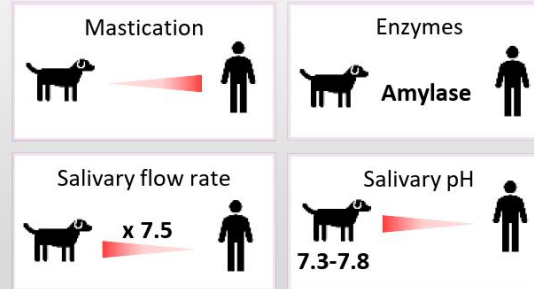 Mastication
Enzymes
Amylase
Salivary flow rate
x 7.5
Salivary pH
7.3-7.8